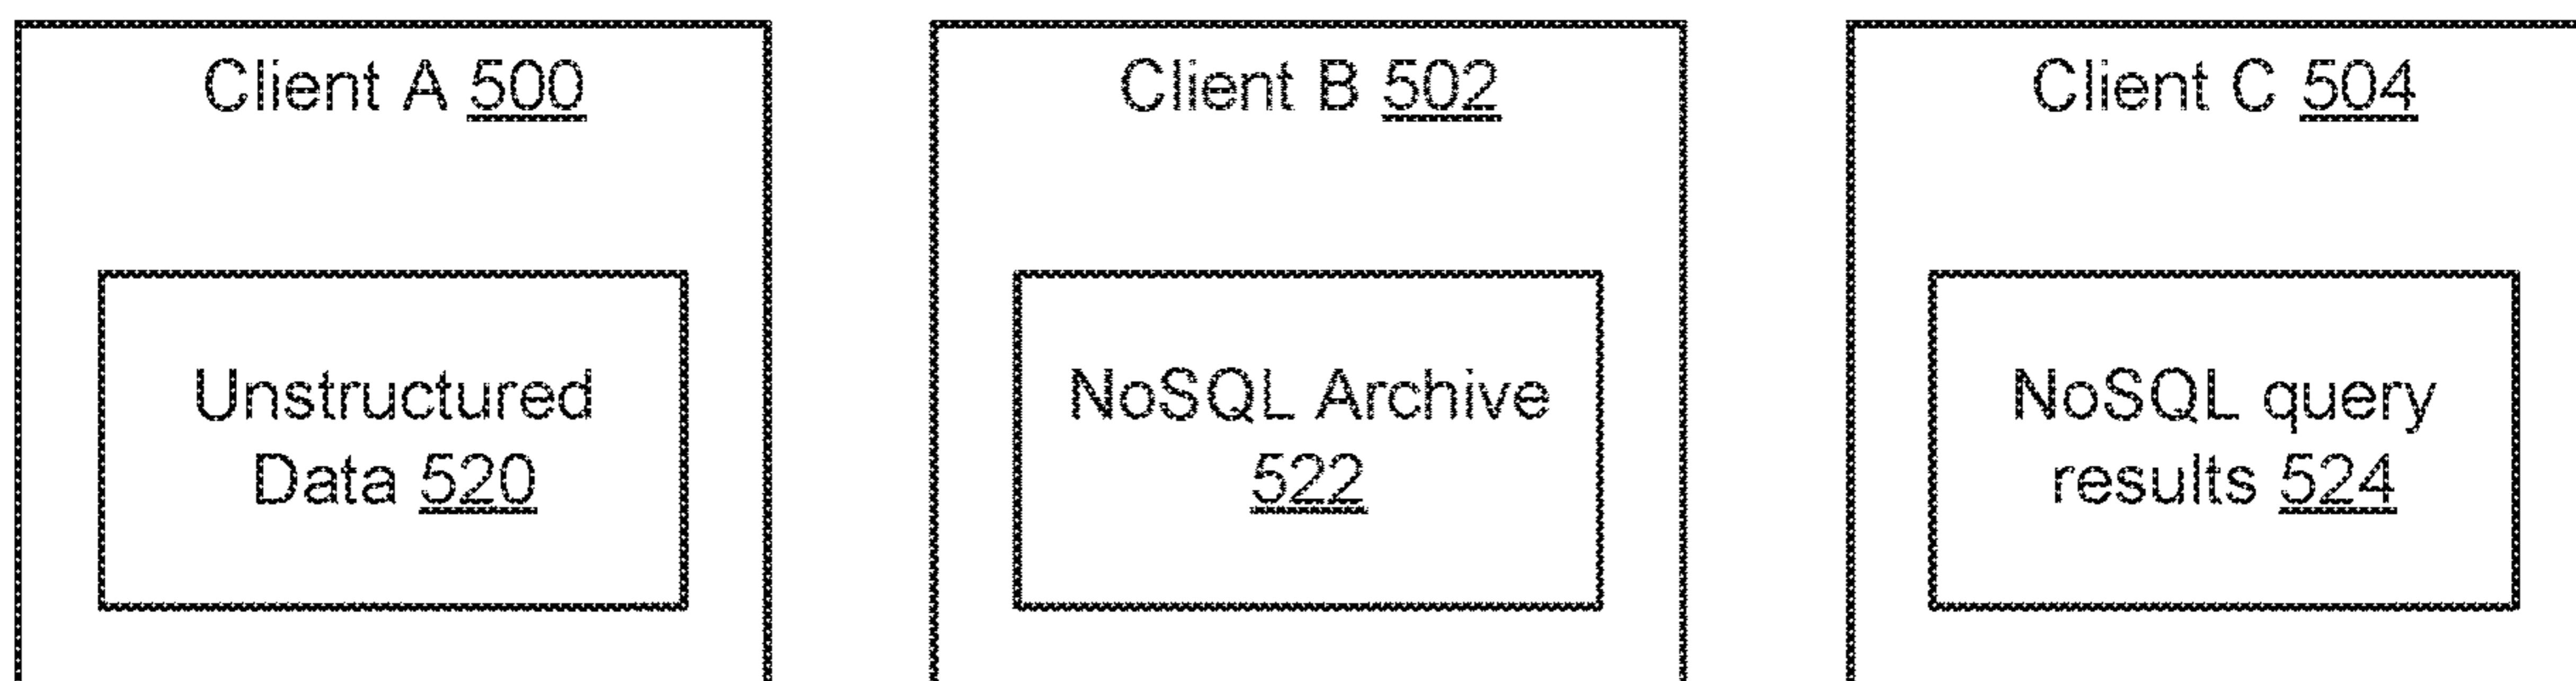 Client A 500
Unstructured
Data 520
Client B 502
NoSQL Archive
522
Client C 504
NoSQL query
results 524